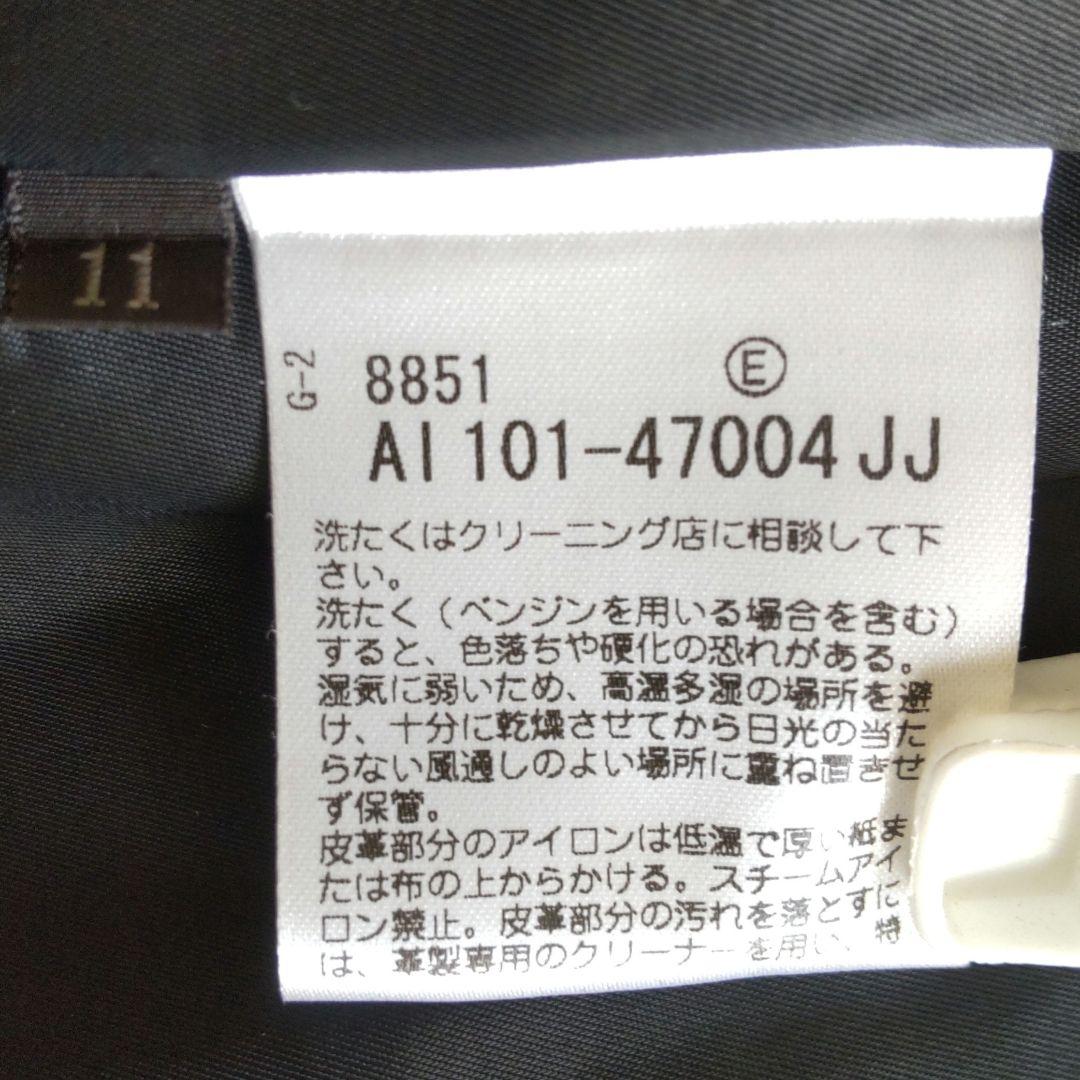 11
G-2
8851 Ⓔ
AI 101-47004 JJ
洗たくはクリーニング店に相談して下
さい。
洗たく(ベンジンを用いる場合を含む)
すると、色落ちや硬化の恐れがある。
湿気に弱いため、高温多湿の場所を避
け、十分に乾燥させてから日光の当た
らない風通しのよい場所に重ね置きせ
ず保管。
皮革部分のアイロンは低温で厚い紙ま
たは布の上からかける。スチームアイ
ロン禁止。皮革部分の汚れを落とすに
は、革製専用のクリーナーを用い、特